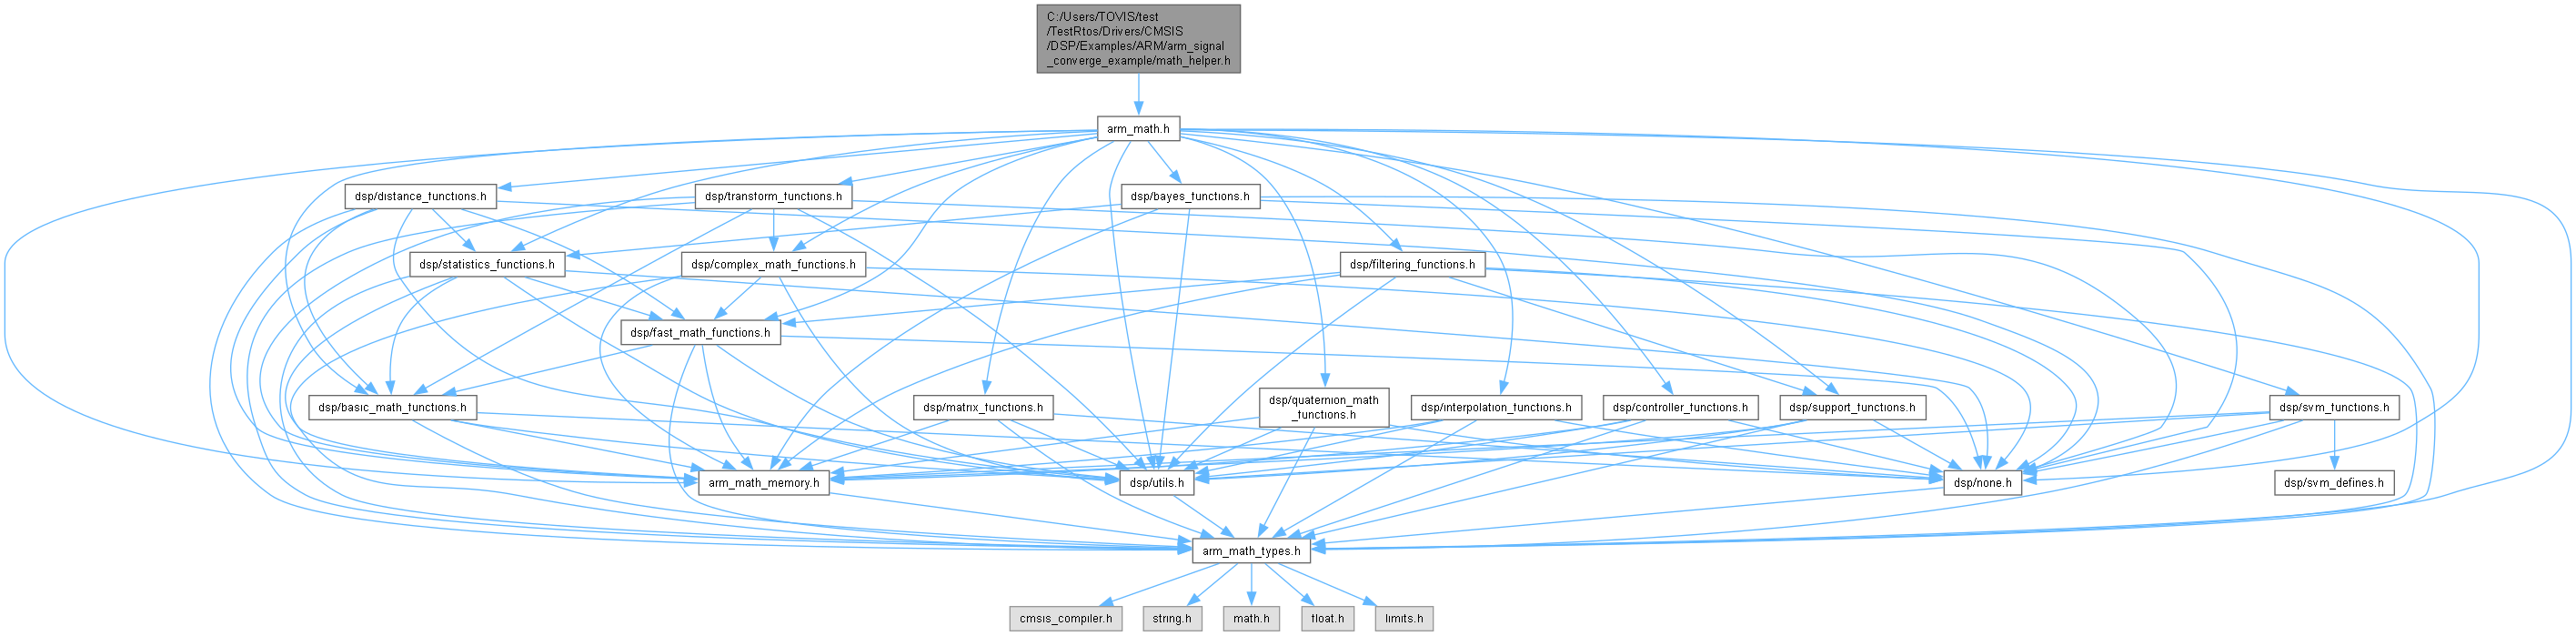 C:/Users/TOVIS/test
/TestRtos/Drivers/CMSIS
/DSP/Examples/ARM/arm_signal
_converge_example/math_helper.h
arm_math.h
dsp/distance_functions.h
dsp/transform_functions.h
dsp/bayes_functions.h
dsp/statistics_functions.h
dsp/complex_math_functions.h
dsp/filtering_functions.h
dsp/fast_math_functions.h
dsp/basic_math_functions.h
dsp/matrix_functions.h
dsp/quaternion_math
_functions.h
dsp/interpolation_functions.h
dsp/controller_functions.h
dsp/support_functions.h
dsp/svm_functions.h
arm_math_memory.h
dsp/utils.h
dsp/none.h
dsp/svm_defines.h
arm_math_types.h
cmsis_compiler.h
string.h
math.h
float.h
limits.h